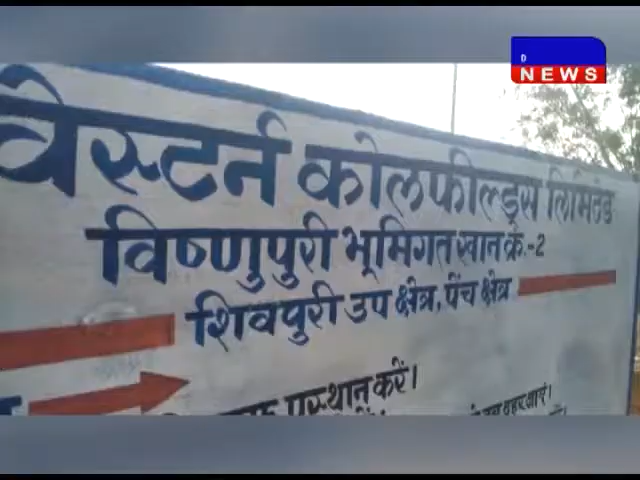 D
NEWS
वेस्टर्न कोलफील्ड्स लिमिटेड
विष्णुपुरी भूमिगत खान क्रं.-2
शिवपुरी उप क्षेत्र, पेंच क्षेत्र
प्रस्थान करें।